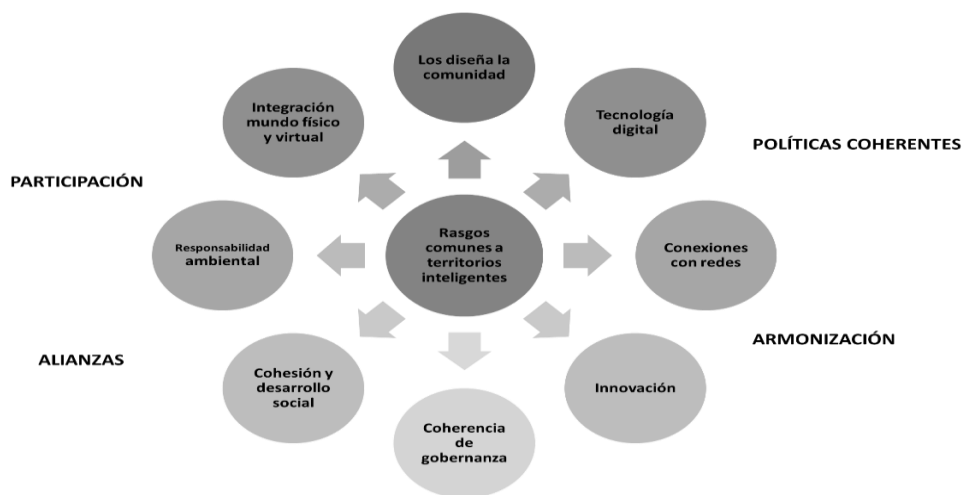 Los diseña la
comunidad
Integración
mundo físico
y virtual
Tecnología
digital
POLÍTICAS COHERENTES
PARTICIPACIÓN
Responsabilidad
ambiental
Rasgos
comunes a
territorios
inteligentes
Conexiones
con redes
ARMONIZACIÓN
ALIANZAS
Cohesión y
desarrollo
social
Innovación
Coherencia
de
gobernanza